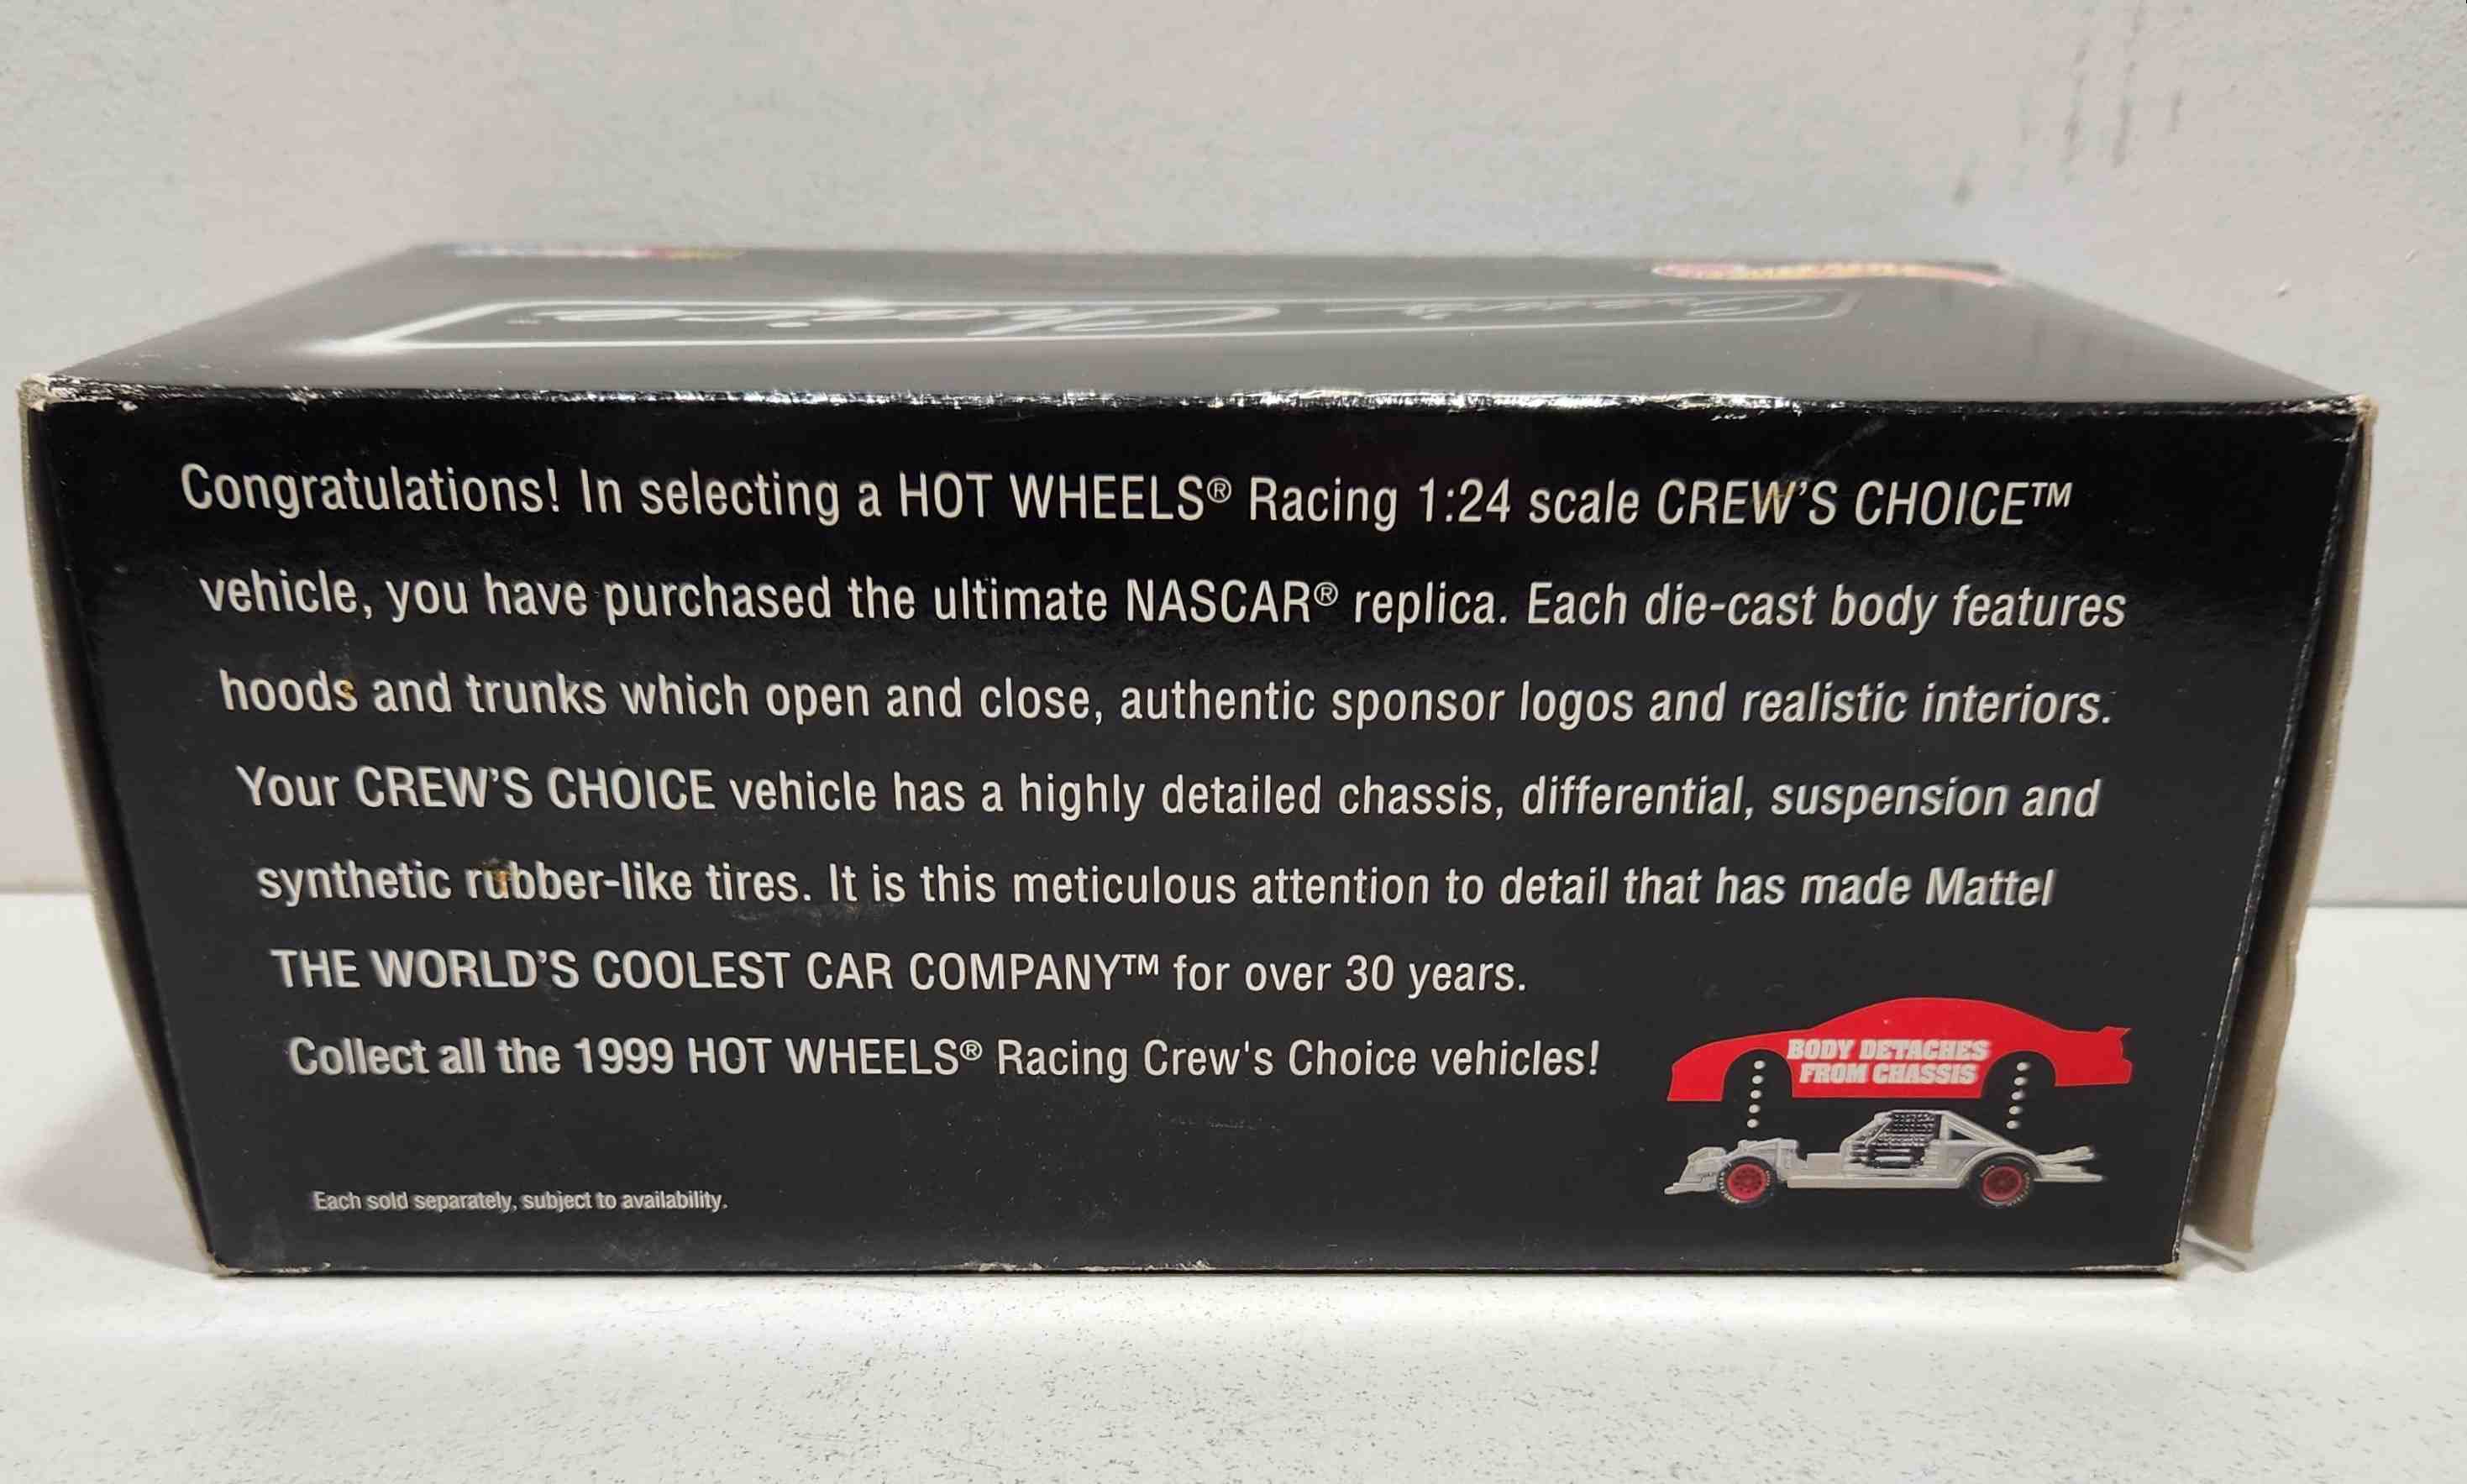 Congratulations! In selecting a HOT WHEELS® Racing 1:24 scale CREW'S CHOICE™
vehicle, you have purchased the ultimate NASCAR® replica. Each die-cast body features
hoods and trunks which open and close, authentic sponsor logos and realistic interiors.
Your CREW'S CHOICE vehicle has a highly detailed chassis, differential, suspension and
synthetic rubber-like tires. It is this meticulous attention to detail that has made Mattel
THE WORLD'S COOLEST CAR COMPANY™ for over 30 years.
Collect all the 1999 HOT WHEELS® Racing Crew's Choice vehicles!
BODY DETACHES
FROM CHASSIS
Each sold separately, subject to availability.